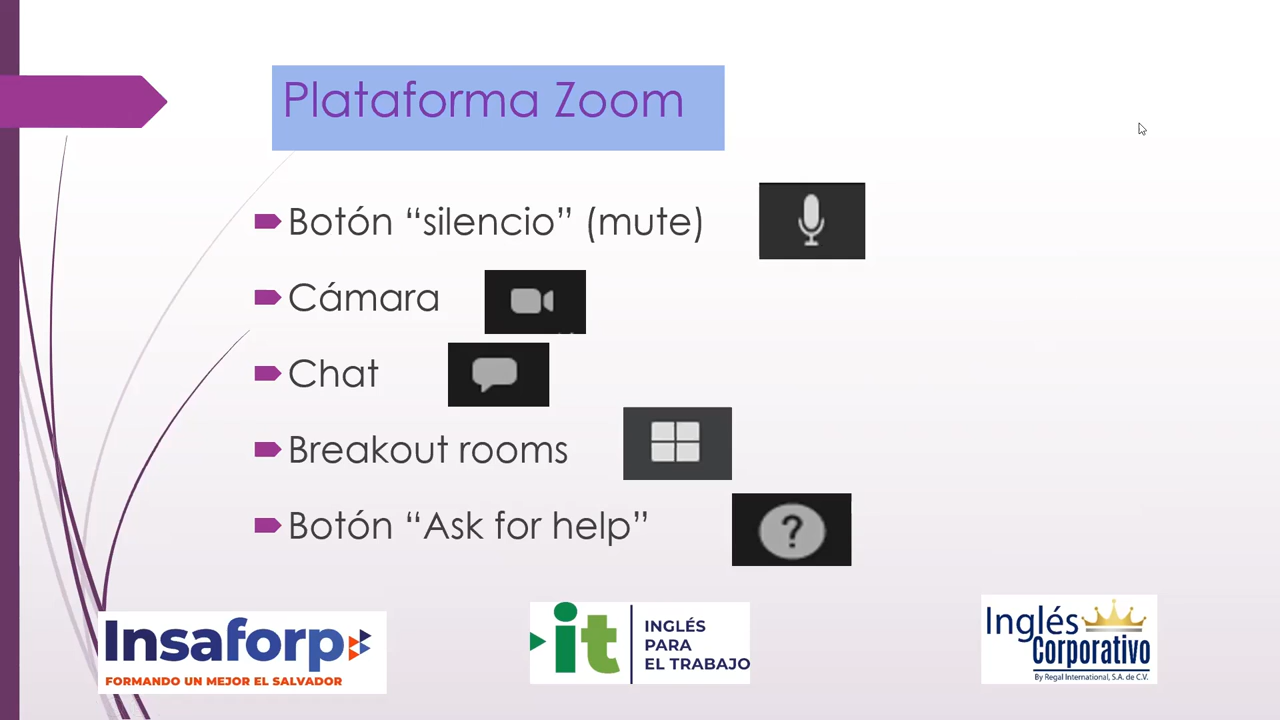 Plataforma Zoom
Botón “silencio” (mute)
Cámara
Chat
Breakout rooms
Botón “Ask for help”
?
Insaforp
FORMANDO UN MEJOR EL SALVADOR
it
INGLÉS
PARA
EL TRABAJO
Inglés
Corporativo
By Regal International, S.A. de C.V.